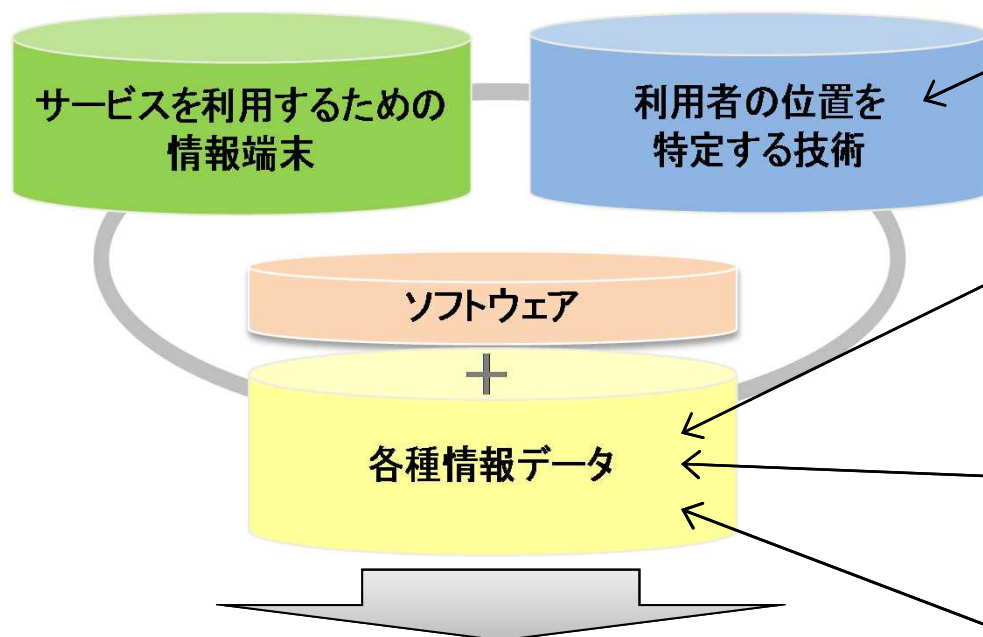 サービスを利用するための
情報端末
利用者の位置を
特定する技術
ソフトウェア
+
各種情報データ